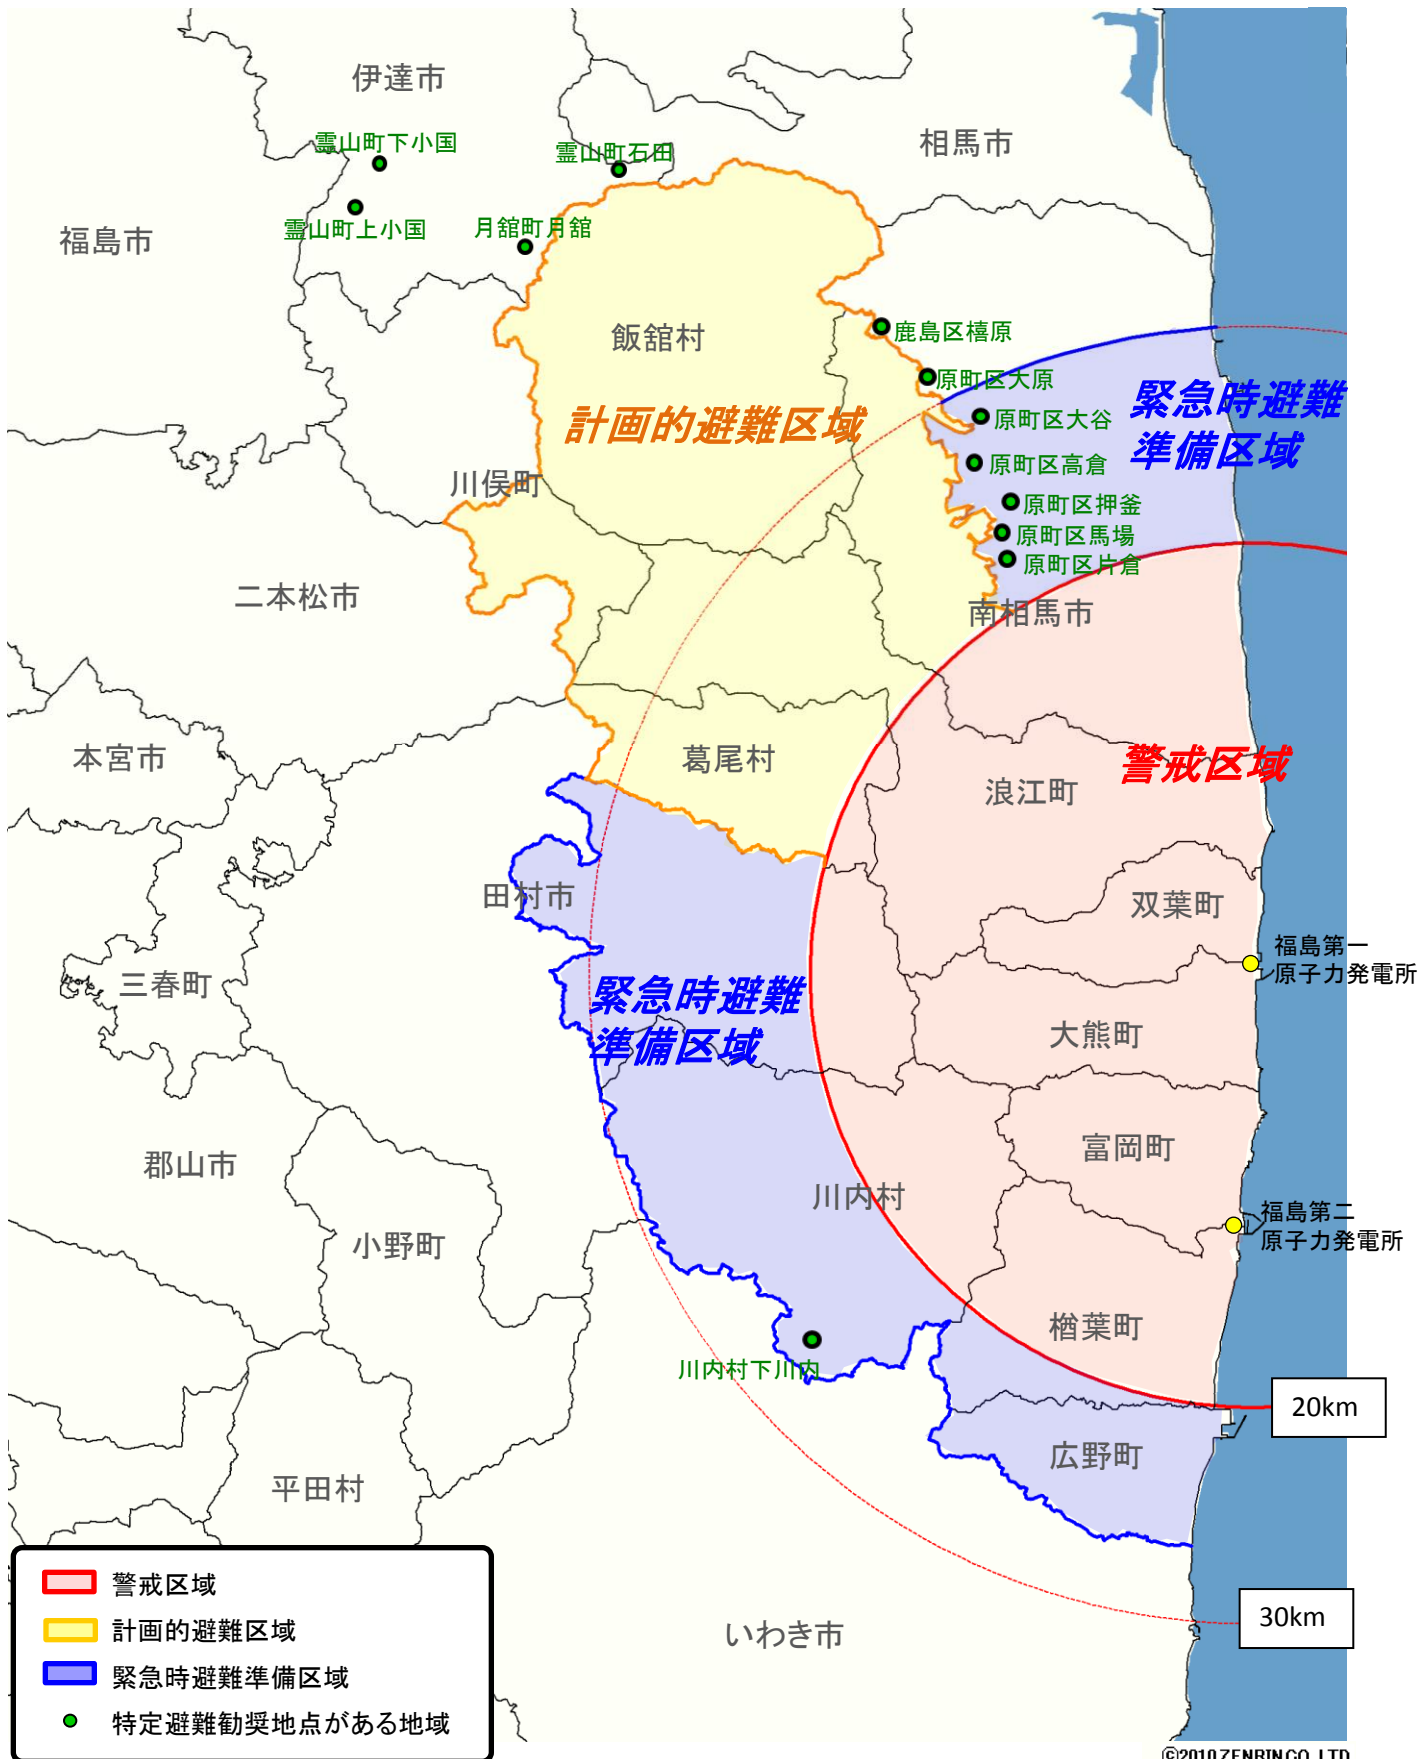 伊達市
相馬市
霊山町下小国
霊山町石田
霊山町上小国
月舘町月舘
福島市
飯舘村
鹿島区橲原
原町区大原
計画的避難区域
緊急時避難
準備区域
原町区大谷
原町区高倉
川俣町
原町区押釜
原町区馬場
原町区片倉
二本松市
南相馬市
本宮市
葛尾村
警戒区域
浪江町
田村市
双葉町
福島第一
原子力発電所
三春町
緊急時避難
準備区域
大熊町
富岡町
郡山市
川内村
福島第二
原子力発電所
小野町
楢葉町
川内村下川内
20km
広野町
平田村
警戒区域
計画的避難区域
緊急時避難準備区域
特定避難勧奨地点がある地域
いわき市
30km
©2010 ZENRIN CO., LTD